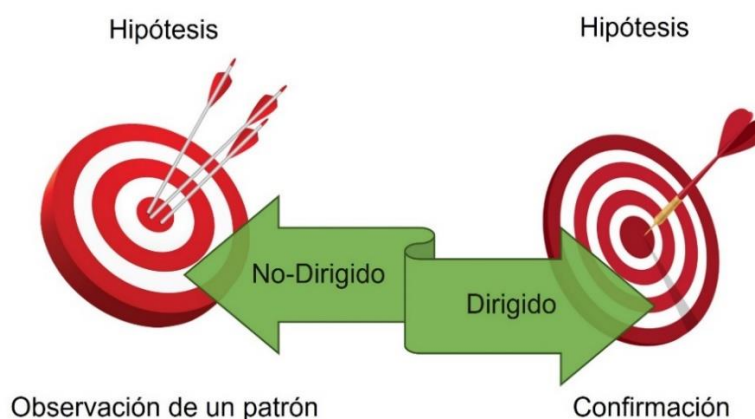 Hipótesis
Hipótesis
No-Dirigido
Dirigido
Observación de un patrón
Confirmación